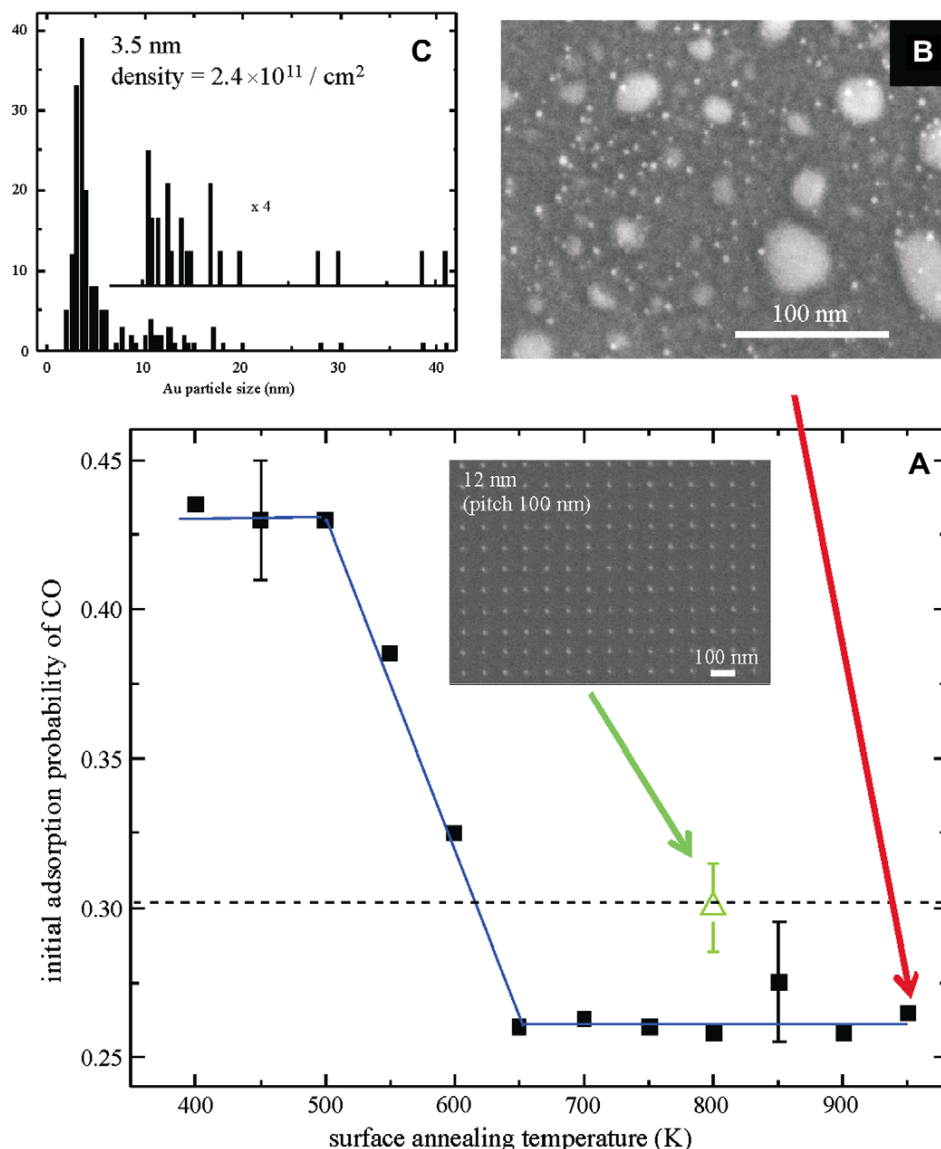 3.5 nm
density = 2.4 ×10¹¹ / cm²
C
40
30
20
10
0
x 4
0 10 20 30 40
Au particle size (nm)
B
100 nm
A
12 nm
(pitch 100 nm)
100 nm
0.45
0.40
0.35
0.30
0.25
initial adsorption probability of CO
400 500 600 700 800 900
surface annealing temperature (K)